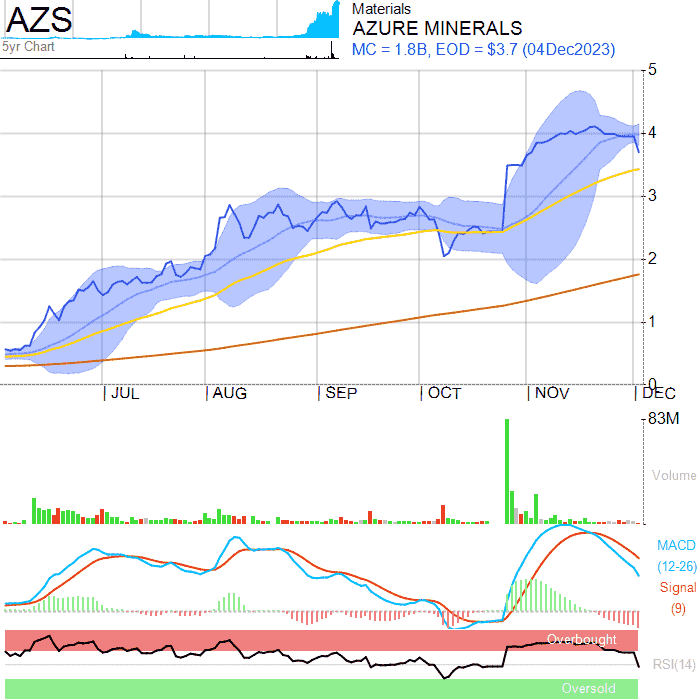 AZS
5yr Chart
Materials
AZURE MINERALS
MC = 1.8B, EOD = $3.7 (04Dec2023)
5
4
3
2
1
0
JUL AUG SEP OCT NOV DEC
83M
Volume
MACD
(12-26)
Signal
(9)
Overbought
RSI(14)
Oversold